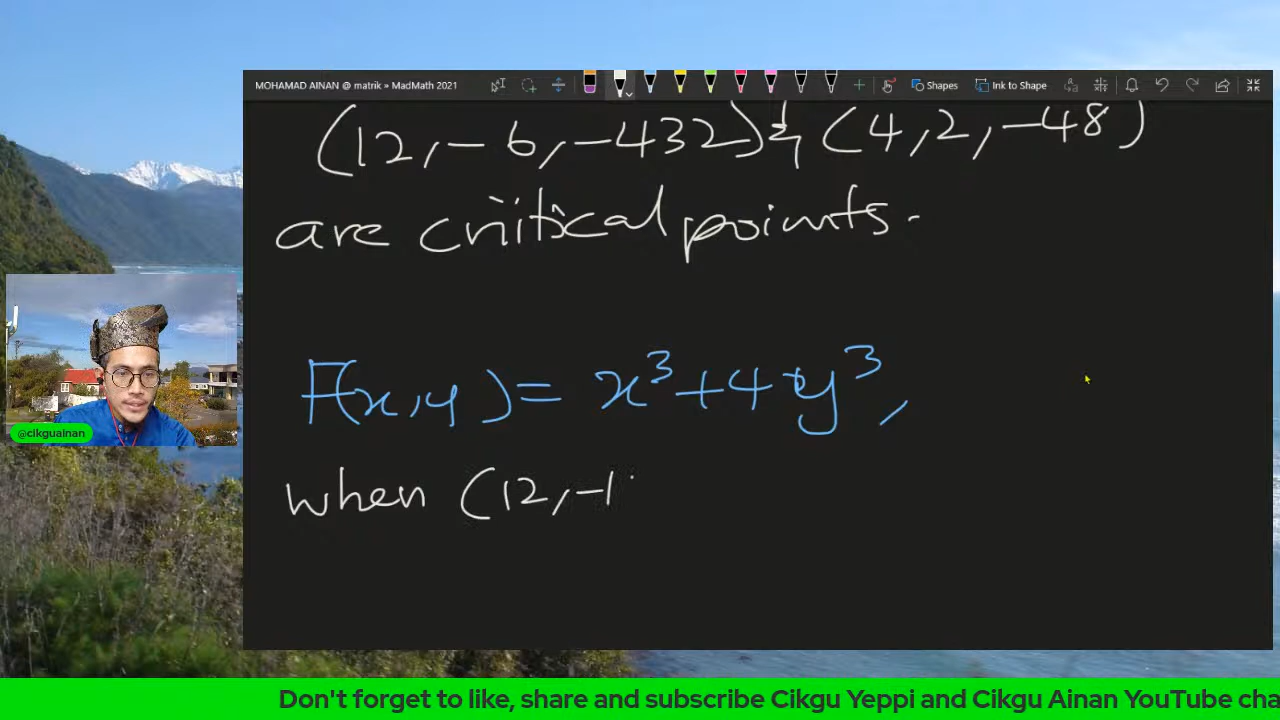 MOHAMAD AINAN @ matrik » MadMath 2021
Shapes
Ink to Shape
(12, -6, -432) & (4, 2, -48)
are critical points.
F(x,y) = x³+4y³,
when (12, -1
@cikguainan
Don't forget to like, share and subscribe Cikgu Yeppi and Cikgu Ainan YouTube cha